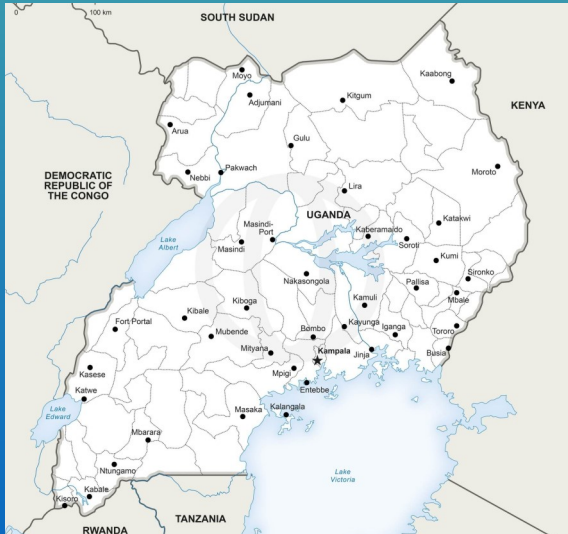 0
100 km
SOUTH SUDAN
Moyo
Kaabong
Adjumani
Kitgum
KENYA
Arua
Gulu
Nebbi
Pakwach
Moroto
DEMOCRATIC
REPUBLIC OF
THE CONGO
Lira
UGANDA
Katakwi
Masindi-
Port
Kaberamaido
Soroti
Lake
Albert
Masindi
Kumi
Sironko
Nakasongola
Pallisa
Mbale
Kiboga
Kamuli
Kibale
Fort Portal
Mubende
Bombo
Kayunga
Iganga
Tororo
Mityana
Kampala
Jinja
Busia
Kasese
Mpigi
Entebbe
Katwe
Lake
Edward
Masaka
Kalangala
Mbarara
Ntungamo
Lake
Victoria
Kabale
Kisoro
TANZANIA
RWANDA